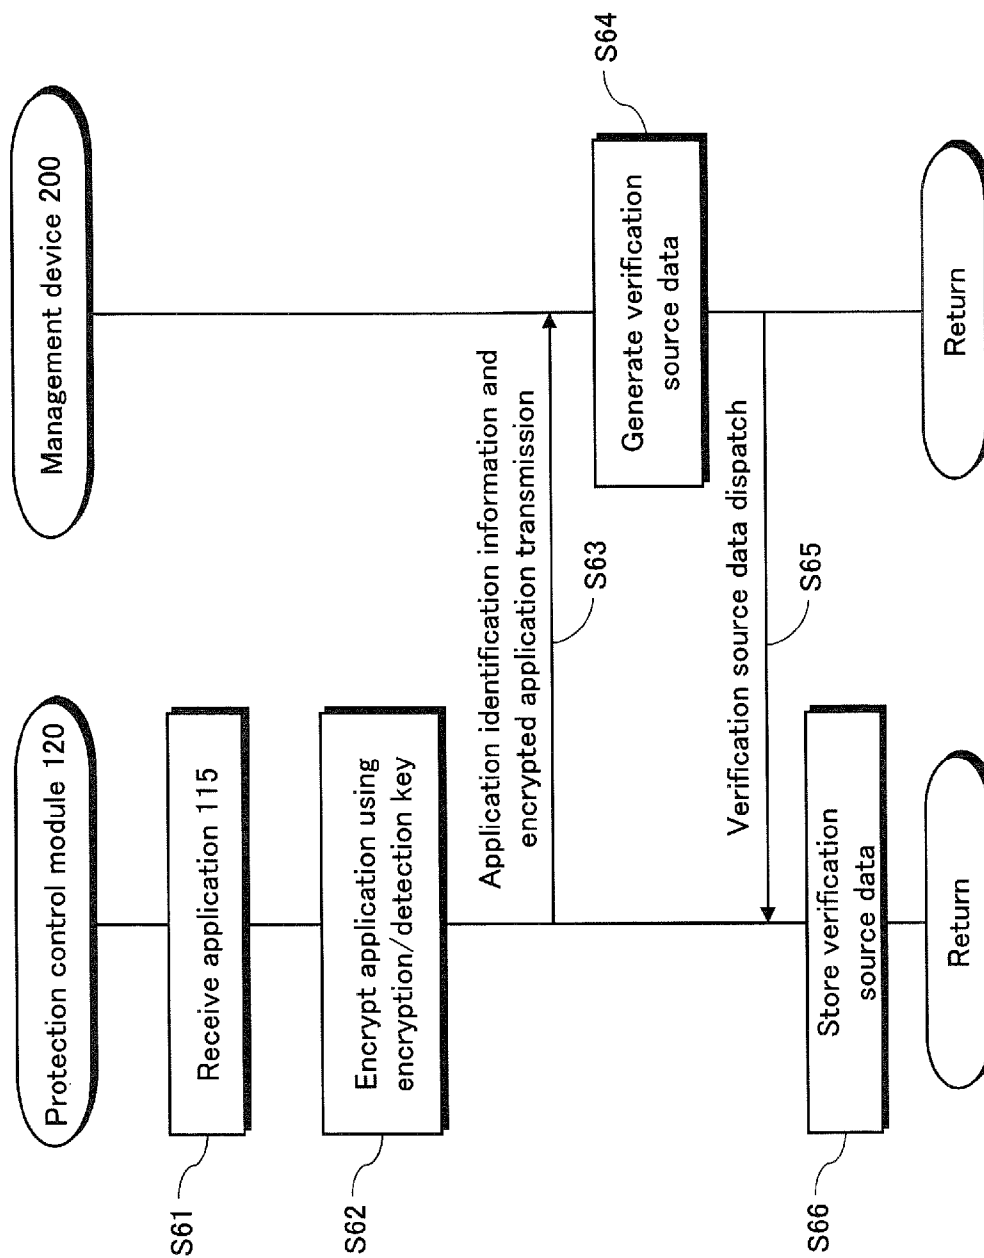 Protection control module 120
Management device 200
S61
Receive application 115
S62
Encrypt application using
encryption/detection key
Application identification information and
encrypted application transmission
S63
Generate verification
source data
S64
Verification source data dispatch
S65
S66
Store verification
source data
Return
Return